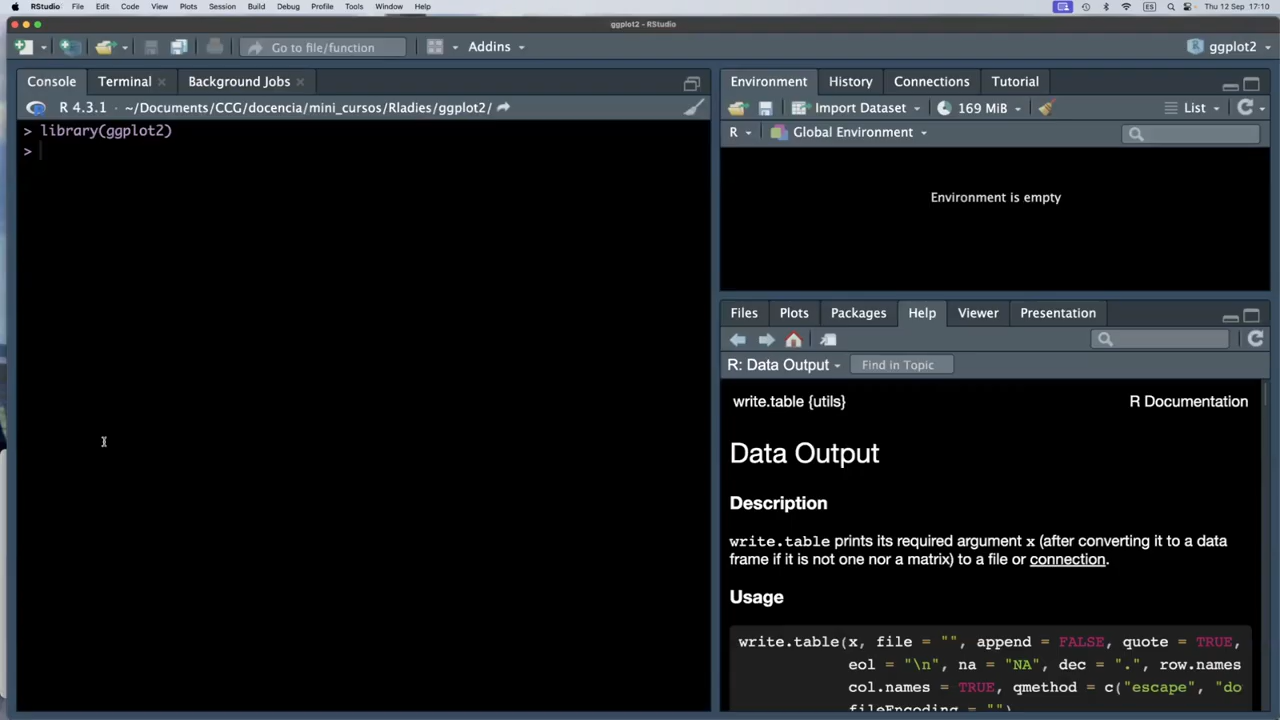 RStudio File Edit Code View Plots Session Build Debug Profile Tools Window Help ES Thu 12 Sep 17:10
ggplot2 - RStudio
Go to file/function Addins ggplot2
Console Terminal Background Jobs
R 4.3.1 · ~/Documents/CCG/docencia/mini_cursos/Rladies/ggplot2/
> library(ggplot2)
>
Environment History Connections Tutorial
Import Dataset 169 MiB List
R Global Environment
Environment is empty
Files Plots Packages Help Viewer Presentation
R: Data Output Find in Topic
write.table {utils} R Documentation
Data Output
Description
write.table prints its required argument x (after converting it to a data
frame if it is not one nor a matrix) to a file or connection.
Usage
write.table(x, file = "", append = FALSE, quote = TRUE,
eol = "\n", na = "NA", dec = ".", row.names
col.names = TRUE, qmethod = c("escape", "do
fileEncoding = "")